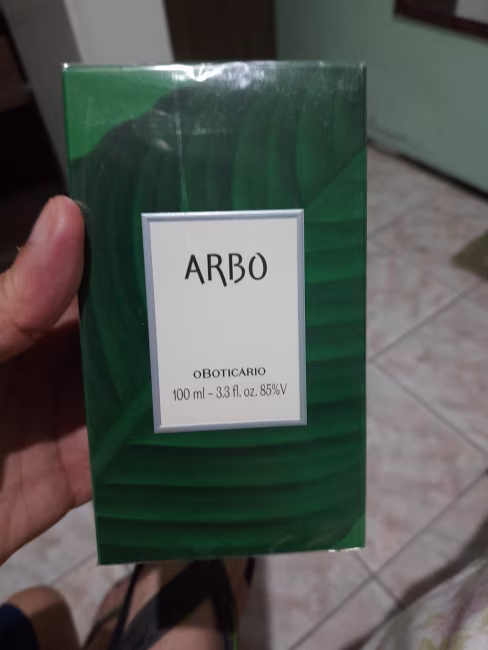 ARBO
oBOTICÁRIO
100 ml – 3.3 fl. oz. 85%V